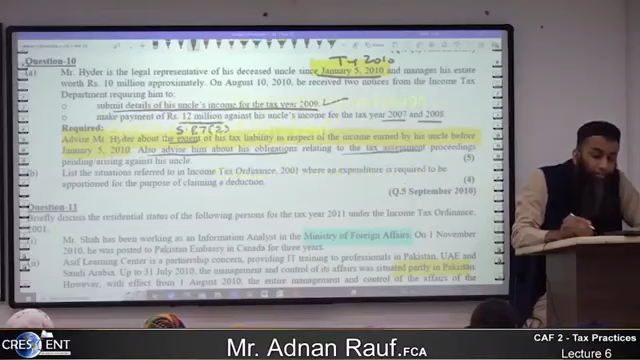 Question-10
TY 2010
(a) Mr. Hyder is the legal representative of his deceased uncle since January 5, 2010 and manages his estate
worth Rs. 10 million approximately. On August 10, 2010, he received two notices from the Income Tax
Department requiring him to
o submit details of his uncle's income for the tax year 2009.
o make payment of Rs. 12 million against his uncle's income for the tax years 2007 and 2008.
Required: S.87(2)
Advise Mr. Hyder about the extent of his tax liability in respect of the income earned by his uncle before
January 5, 2010. Also advise him about his obligations relating to the tax assessment proceedings
pending arising against his uncle. (5)
(b) List the situations referred to in Income Tax Ordinance, 2001 where an expenditure is required to be
apportioned for the purpose of claiming a deduction. (4)
(Q.5 September 2010)
Question-11
Briefly discuss the residential status of the following persons for the tax year 2011 under the Income Tax Ordinance,
2001.
i Mr. Shah has been working as an Information Analyst in the Ministry of Foreign Affairs. On 1 November
2010, he was posted to Pakistan Embassy in Canada for three years.
ii Asif Learning Center is a partnership concern, providing IT training to professionals in Pakistan, UAE and
Saudi Arabia. Up to 31 July 2010, the management and control of its affairs was situated partly in Pakistan.
However, with effect from 1 August 2010, the entire management and control of the affairs of the
CRESCENT
Mr. Adnan Rauf.FCA
CAF 2 - Tax Practices
Lecture 6